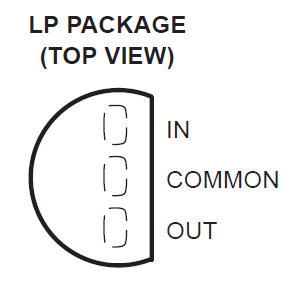 LP PACKAGE
(TOP VIEW)
IN
COMMON
OUT